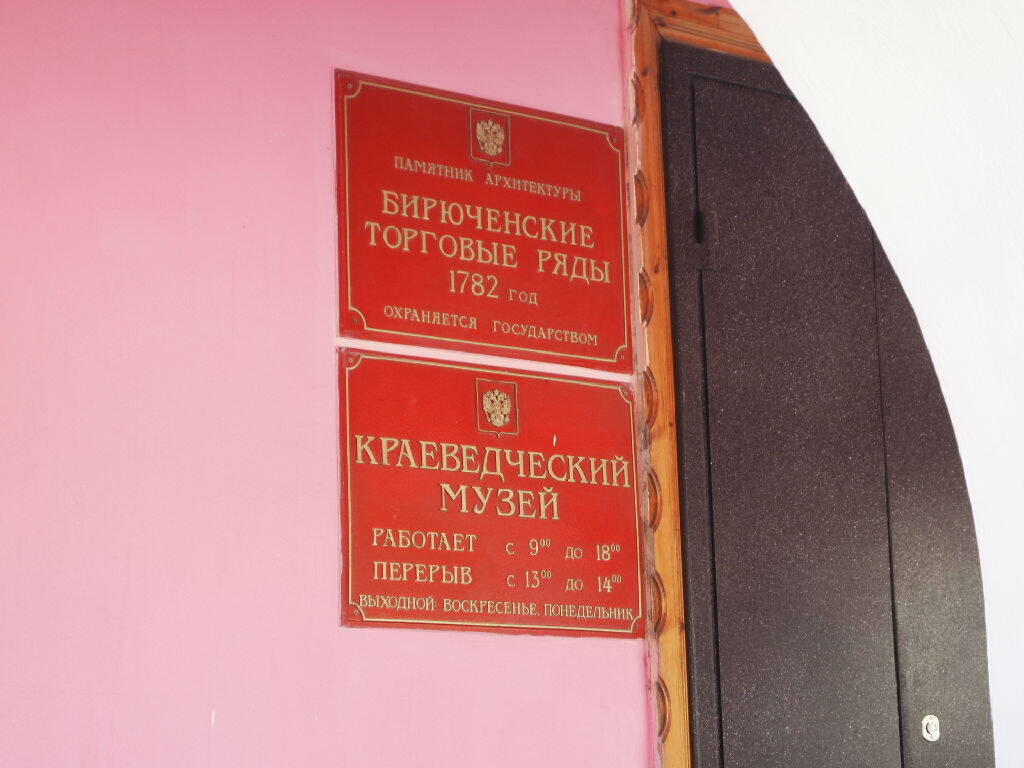 ПАМЯТНИК АРХИТЕКТУРЫ
БИРЮЧЕНСКИЕ
ТОРГОВЫЕ РЯДЫ
1782 ГОД
ОХРАНЯЕТСЯ ГОСУДАРСТВОМ
КРАЕВЕДЧЕСКИЙ
МУЗЕЙ
РАБОТАЕТ С 9⁰⁰ ДО 18⁰⁰
ПЕРЕРЫВ С 13⁰⁰ ДО 14⁰⁰
ВЫХОДНОЙ: ВОСКРЕСЕНЬЕ, ПОНЕДЕЛЬНИК